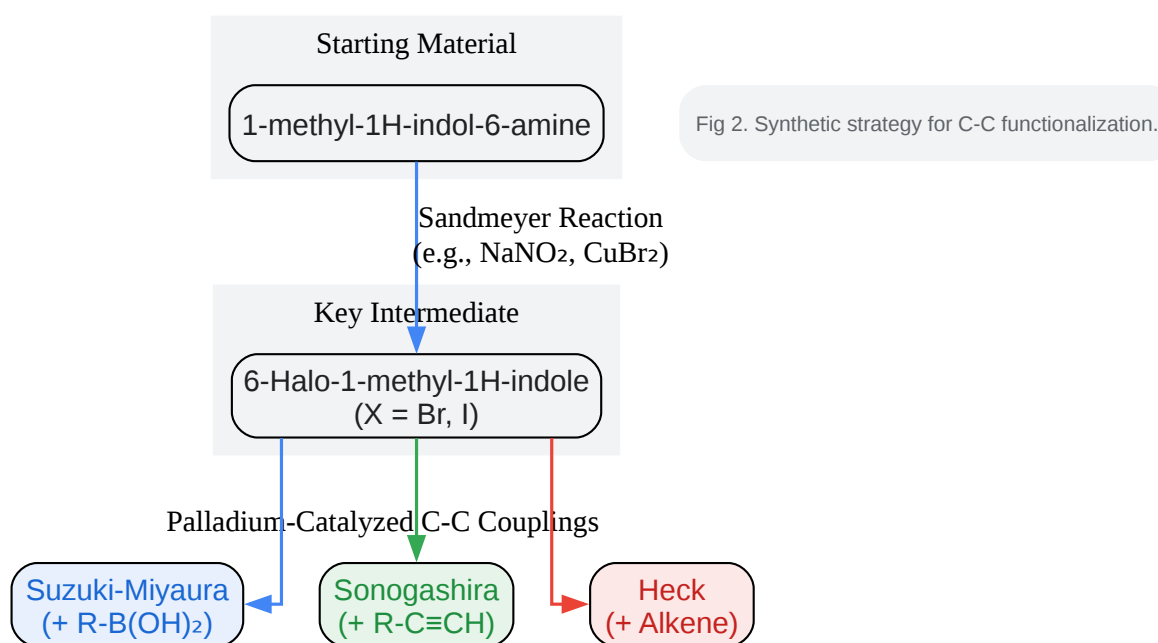 Starting Material
1-methyl-1H-indol-6-amine
Fig 2. Synthetic strategy for C-C functionalization.
Sandmeyer Reaction
(e.g., NaNO₂, CuBr₂)
Key Intermediate
6-Halo-1-methyl-1H-indole
(X = Br, I)
Palladium-Catalyzed C-C Couplings
Suzuki-Miyaura
(+ R-B(OH)₂)
Sonogashira
(+ R-C≡CH)
Heck
(+ Alkene)